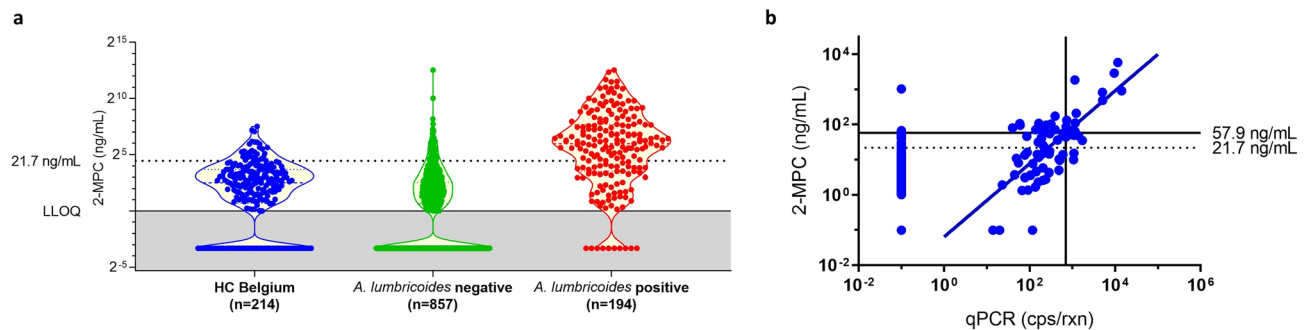 a
2-MPC (ng/mL)
2^15
2^10
2^5
2^-5
21.7 ng/mL
LLOQ
HC Belgium
(n=214)
A. lumbricoides negative
(n=857)
A. lumbricoides positive
(n=194)
b
2-MPC (ng/mL)
10^4
10^2
10^0
10^-2
57.9 ng/mL
21.7 ng/mL
10^-2
10^0
10^2
10^4
10^6
qPCR (cps/rxn)